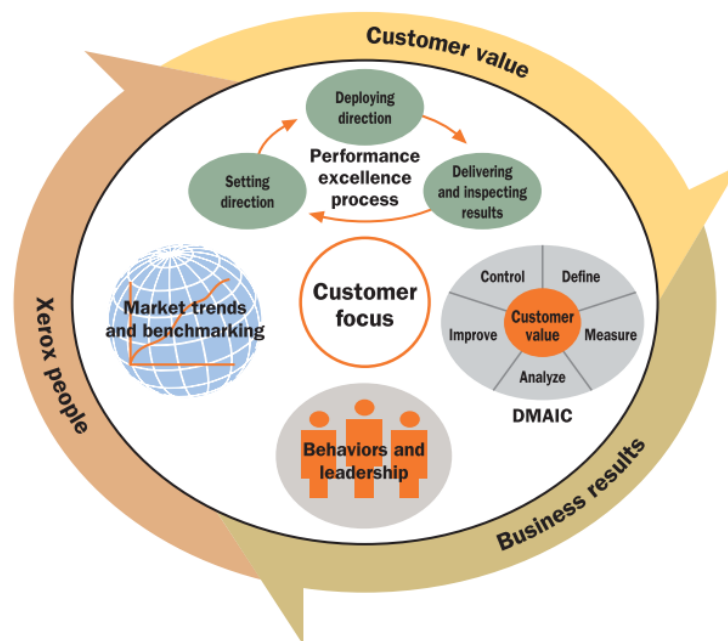 Customer value
Deploying
direction
Performance
excellence
process
Setting
direction
Delivering
and inspecting
results
Market trends
and benchmarking
Customer
focus
Control
Define
Customer
value
Improve
Measure
Analyze
DMAIC
Behaviors and
leadership
Xerox people
Business results